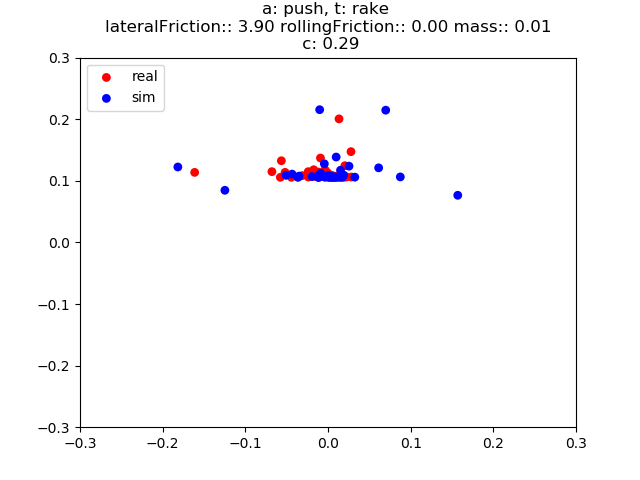 a: push, t: rake
lateralFriction:: 3.90 rollingFriction:: 0.00 mass:: 0.01
c: 0.29
real
sim
0.3
0.2
0.1
0.0
−0.1
−0.2
−0.3
−0.3
−0.2
−0.1
0.0
0.1
0.2
0.3